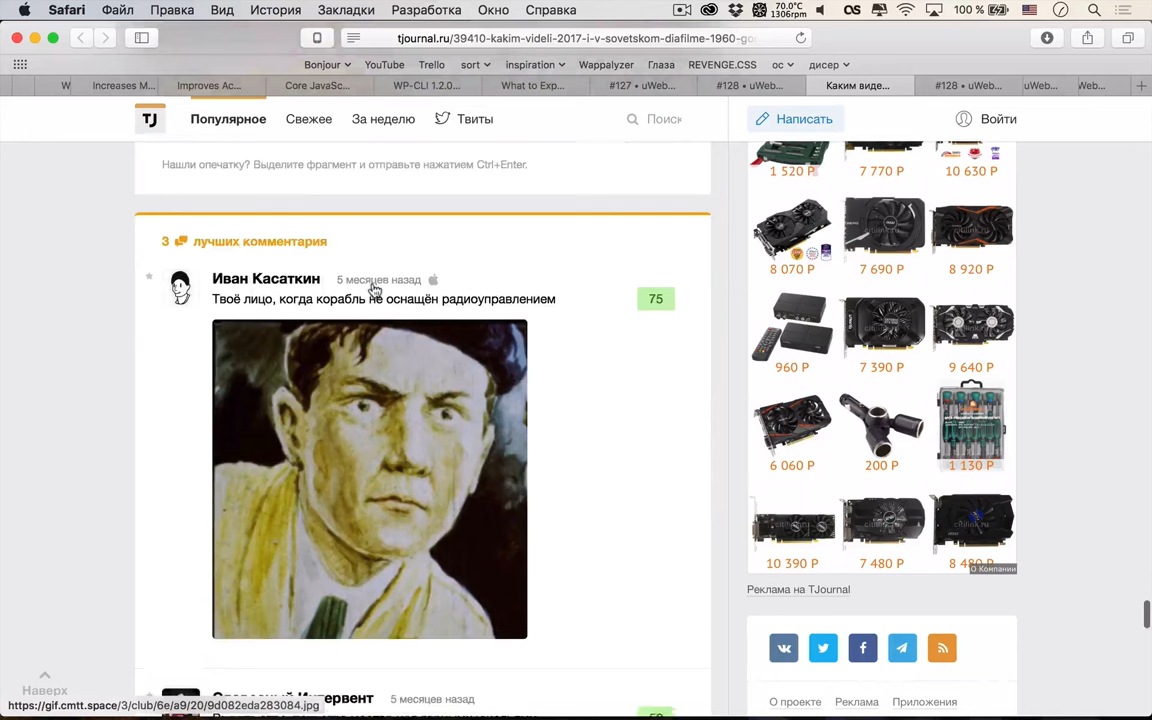 Safari Файл Правка Вид История Закладки Разработка Окно Справка
70.0°C
1306rpm
100 %
tjournal.ru/39410-kakim-videli-2017-i-v-sovetskom-diafilme-1960-go
Bonjour YouTube Trello sort inspiration Wappalyzer Глаза REVENGE.CSS ос дисер
W Increases M... Improves Ac... Core JavaSc... WP-CLI 1.2.0... What to Exp... #127 • uWeb... #128 • uWeb... Каким виде... #128 • uWeb... uWeb... Web...
TJ Популярное Свежее За неделю Твиты Поиск Написать Войти
Нашли опечатку? Выделите фрагмент и отправьте нажатием Ctrl+Enter.
1 520 Р 7 770 Р 10 630 Р
3 лучших комментария
Иван Касаткин 5 месяцев назад
Твоё лицо, когда корабль не оснащён радиоуправлением
75
8 070 Р 7 690 Р 8 920 Р
960 Р 7 390 Р 9 640 Р
6 060 Р 200 Р 1 130 Р
citilink.ru
10 390 Р 7 480 Р 8 480 Р
О Компании
Реклама на TJournal
Наверх
5 месяцев назад
О проекте Реклама Приложения
https://gif.cmtt.space/3/club/6e/a9/20/9d082eda283084.jpg